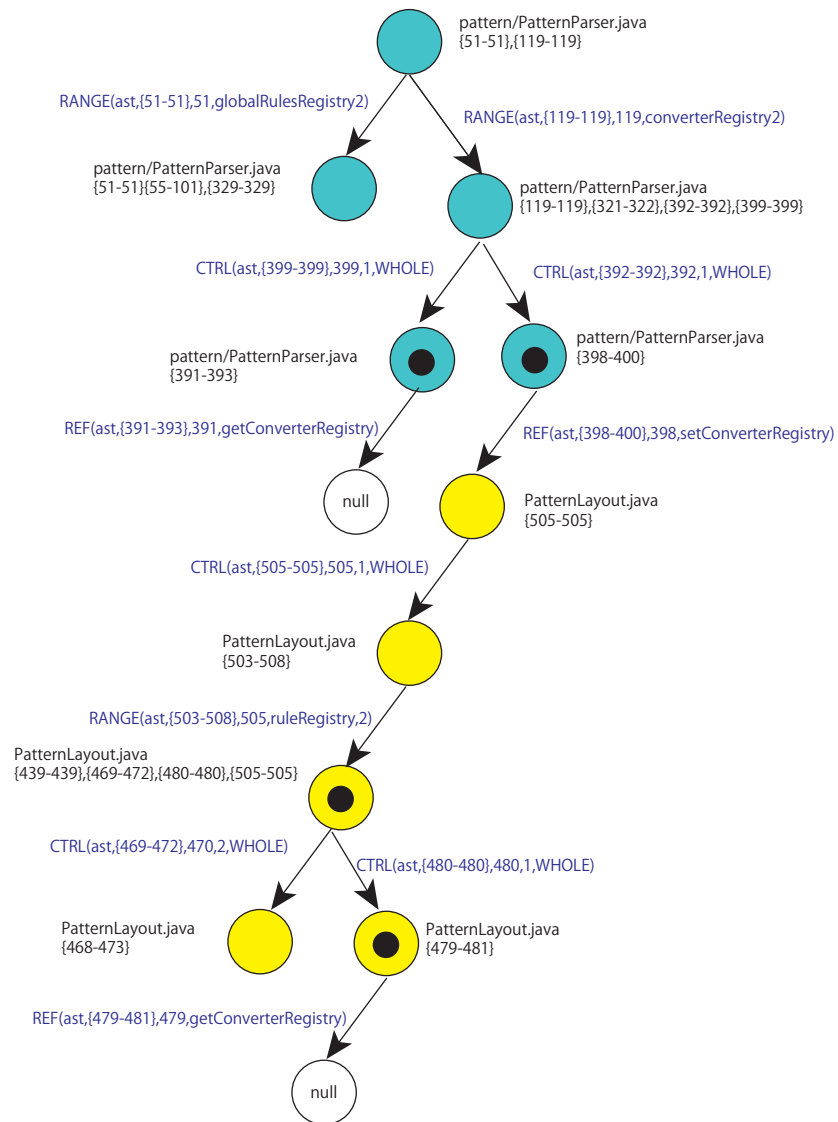 pattern/PatternParser.java
{51-51},{119-119}
RANGE(ast,{51-51},51,globalRulesRegistry2)
RANGE(ast,{119-119},119,converterRegistry2)
pattern/PatternParser.java
{51-51}{55-101},{329-329}
pattern/PatternParser.java
{119-119},{321-322},{392-392},{399-399}
CTRL(ast,{399-399},399,1,WHOLE)
CTRL(ast,{392-392},392,1,WHOLE)
pattern/PatternParser.java
{391-393}
pattern/PatternParser.java
{398-400}
REF(ast,{391-393},391,getConverterRegistry)
REF(ast,{398-400},398,setConverterRegistry)
null
PatternLayout.java
{505-505}
CTRL(ast,{505-505},505,1,WHOLE)
PatternLayout.java
{503-508}
RANGE(ast,{503-508},505,ruleRegistry,2)
PatternLayout.java
{439-439},{469-472},{480-480},{505-505}
CTRL(ast,{469-472},470,2,WHOLE)
CTRL(ast,{480-480},480,1,WHOLE)
PatternLayout.java
{468-473}
PatternLayout.java
{479-481}
REF(ast,{479-481},479,getConverterRegistry)
null